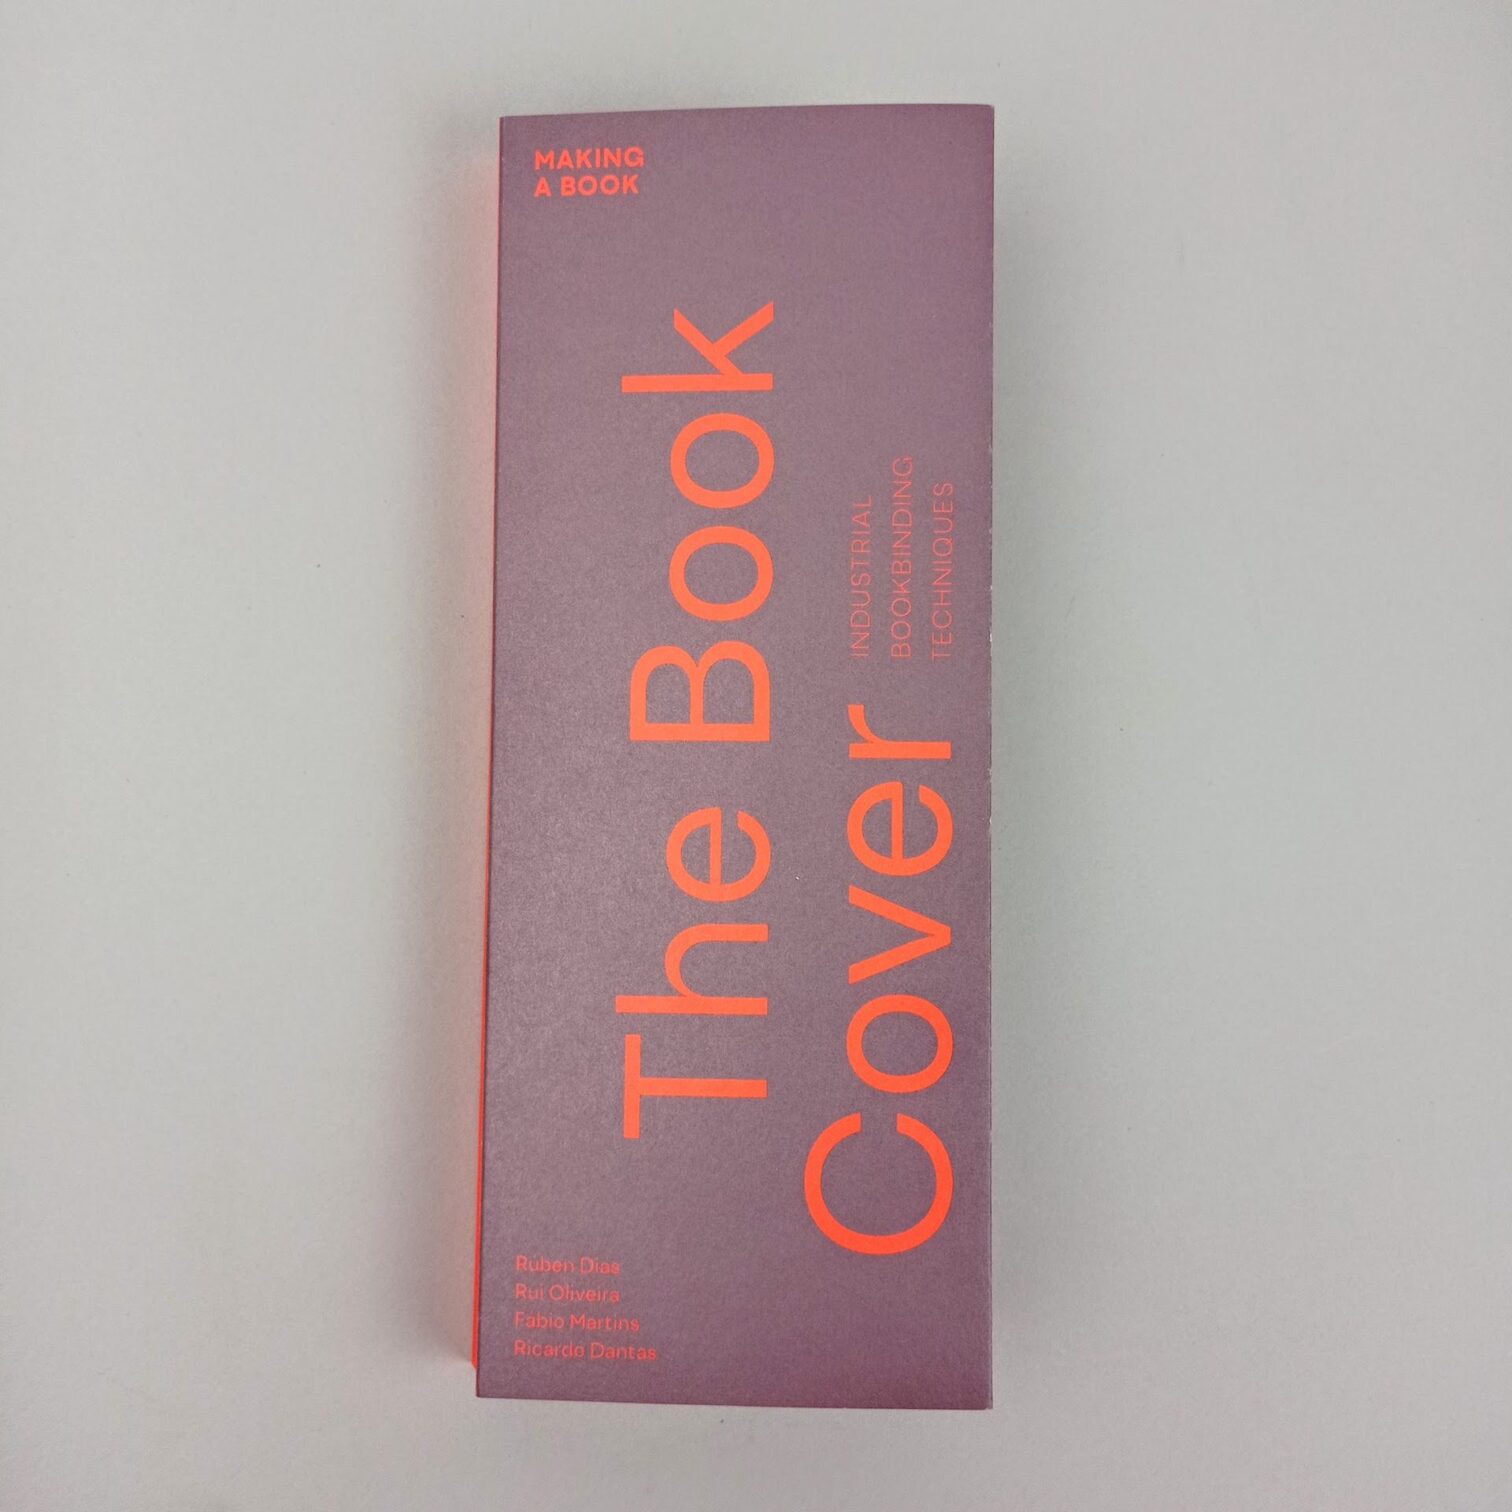 MAKING
A BOOK
The Book
Cover
INDUSTRIAL
BOOKBINDING
TECHNIQUES
Rúben Dias
Rui Oliveira
Fábio Martins
Ricardo Dantas